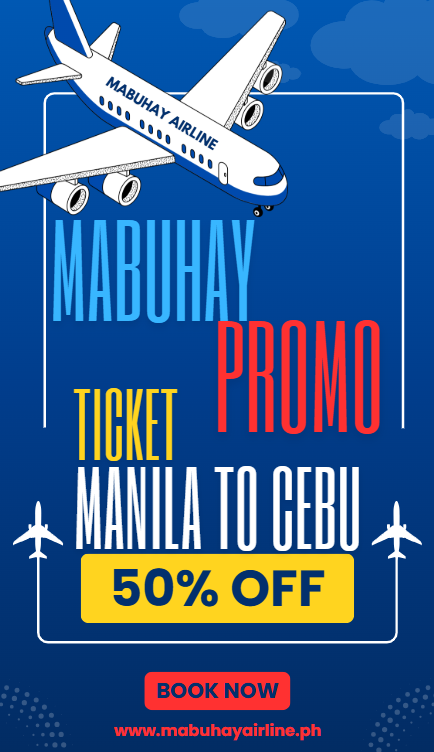 MABUHAY AIRLINE
MABUHAY
PROMO
TICKET
MANILA TO CEBU
50% OFF
BOOK NOW
www.mabuhayairline.ph